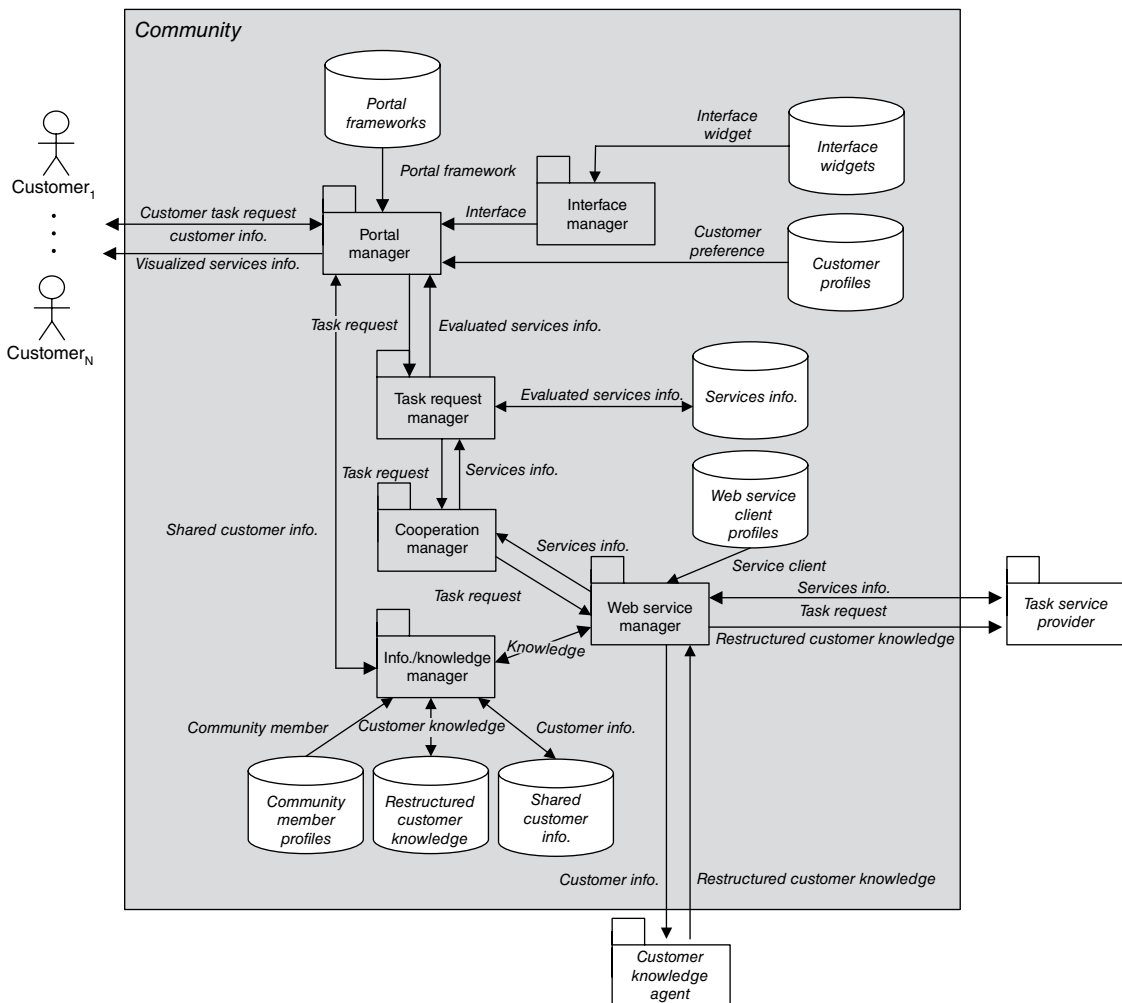 Community
Portal
frameworks
Interface
widget
Interface
widgets
Customer1
Portal framework
Interface
manager
Customer task request
customer info.
Interface
Portal
manager
Customer
preference
Customer
profiles
Visualized services info.
CustomerN
Task request
Evaluated services info.
Task request
manager
Evaluated services info.
Services info.
Task request
Services info.
Web service
client
profiles
Shared customer info.
Cooperation
manager
Services info.
Service client
Task request
Web service
manager
Services info.
Task request
Restructured customer knowledge
Task service
provider
Info./knowledge
manager
Knowledge
Community member
Customer knowledge
Customer info.
Community
member
profiles
Restructured
customer
knowledge
Shared
customer
info.
Customer info.
Restructured customer knowledge
Customer
knowledge
agent